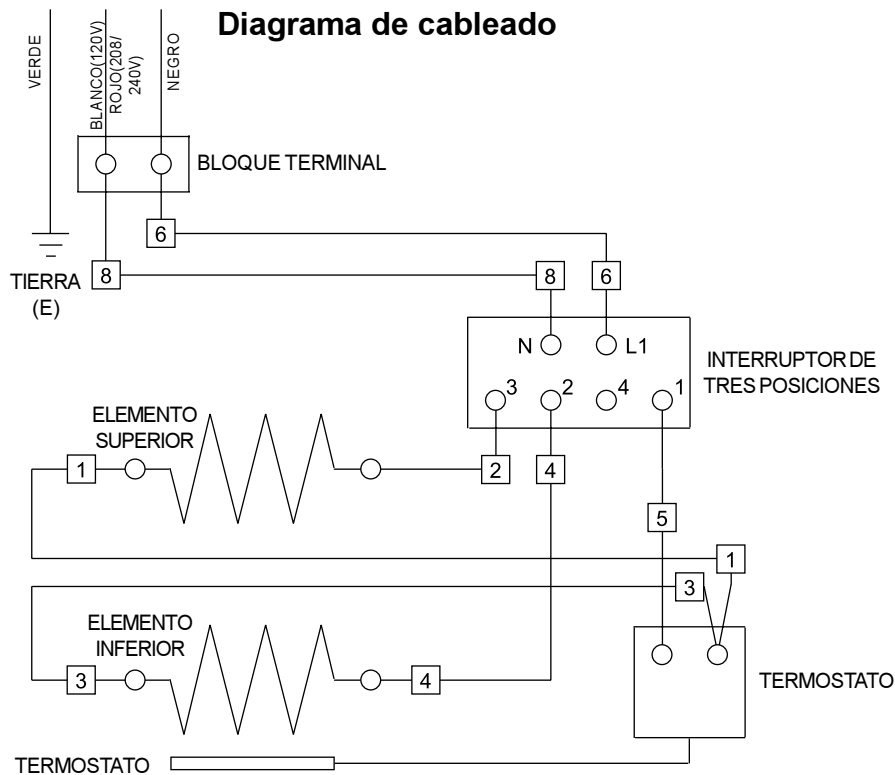 Diagrama de cableado
VERDE
BLANCO(120V)
ROJO(208/
240V)
NEGRO
BLOQUE TERMINAL
6
8
8
6
TIERRA
(E)
N
L1
3
2
4
1
INTERRUPTOR DE
TRES POSICIONES
ELEMENTO
SUPERIOR
1
2
4
5
1
3
ELEMENTO
INFERIOR
3
4
TERMOSTATO
TERMOSTATO